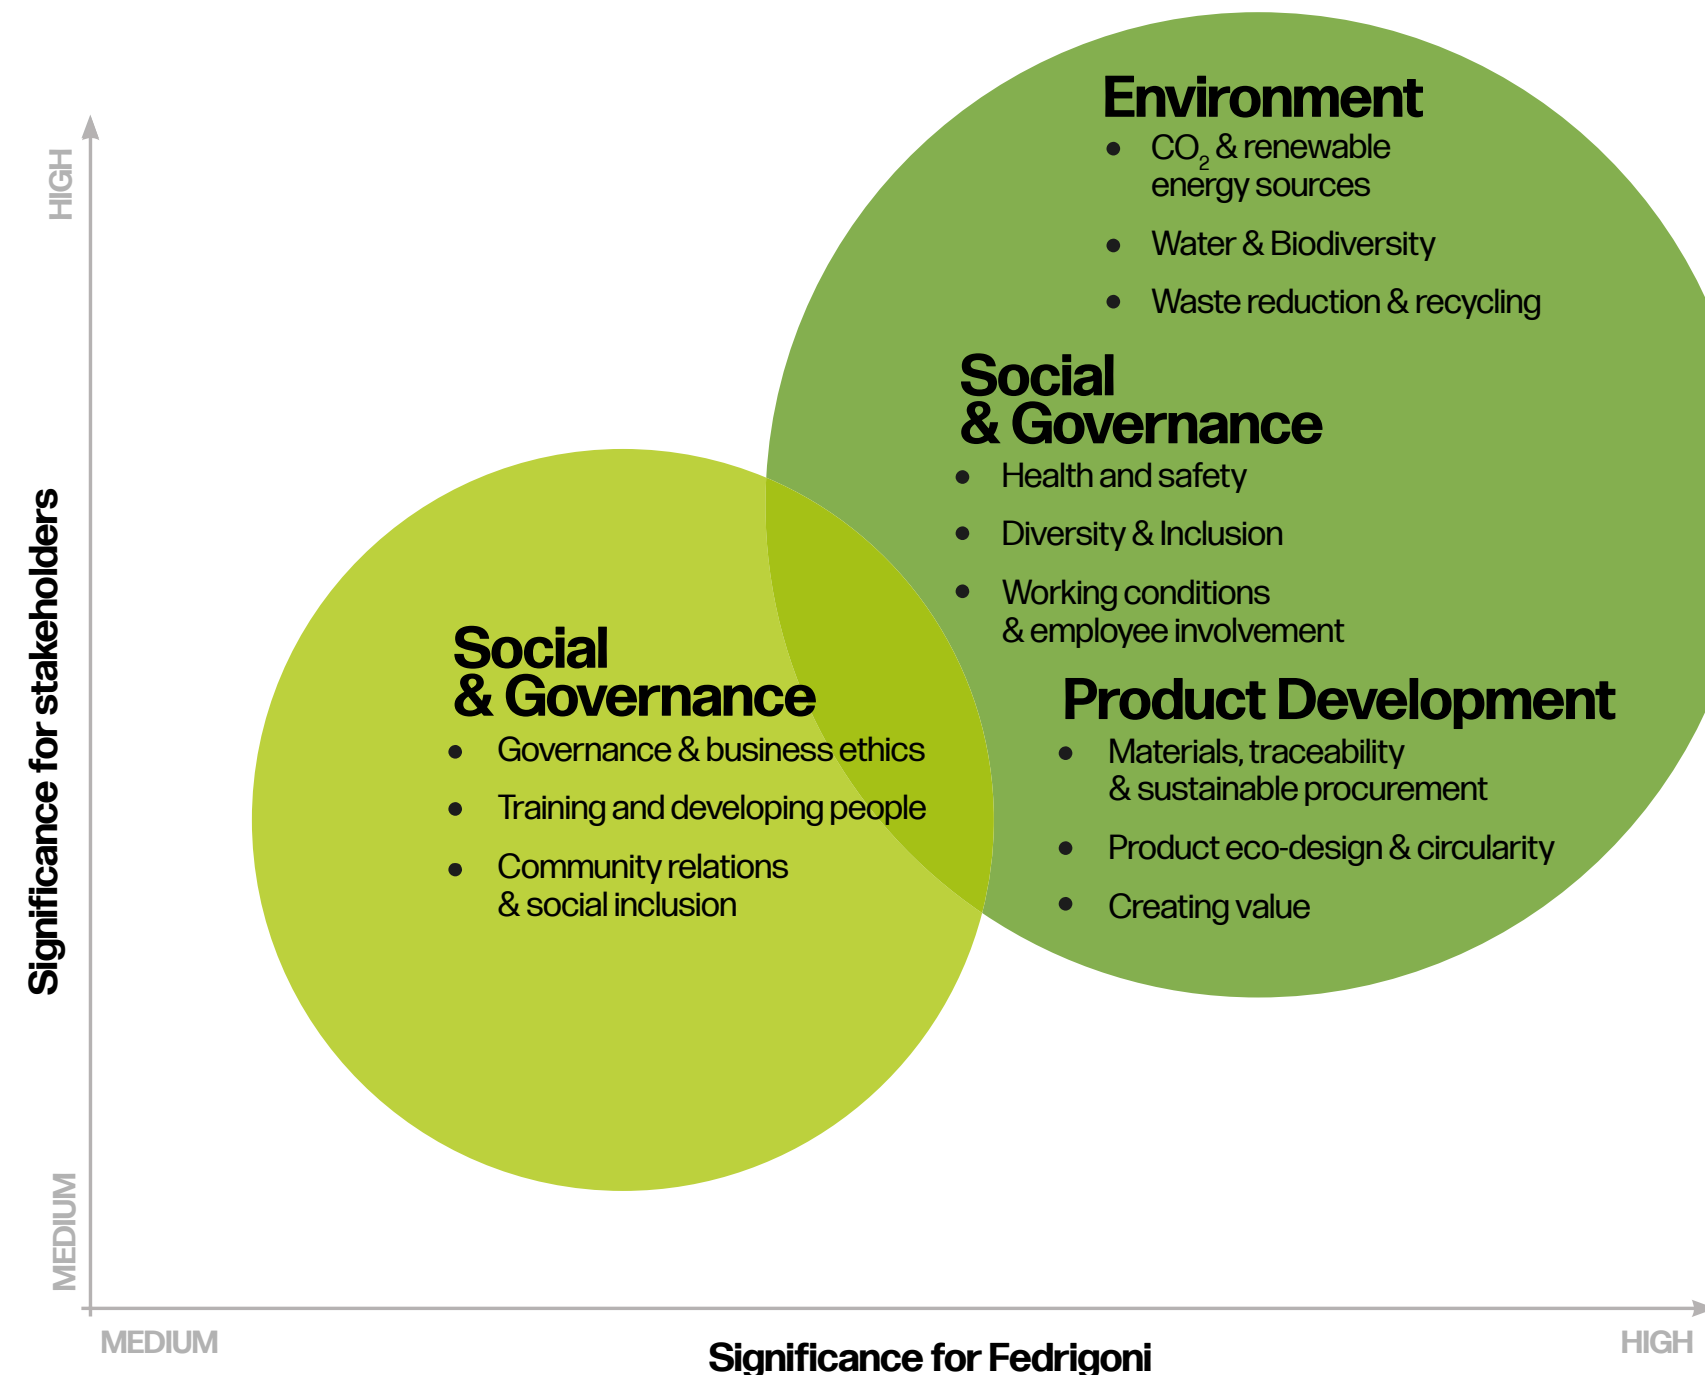 HIGH
Significance for stakeholders
MEDIUM
Environment
• CO₂ & renewable
energy sources
• Water & Biodiversity
• Waste reduction & recycling
Social
& Governance
• Health and safety
• Diversity & Inclusion
• Working conditions
& employee involvement
Product Development
• Materials, traceability
& sustainable procurement
• Product eco-design & circularity
• Creating value
Social
& Governance
• Governance & business ethics
• Training and developing people
• Community relations
& social inclusion
MEDIUM
Significance for Fedrigoni
HIGH